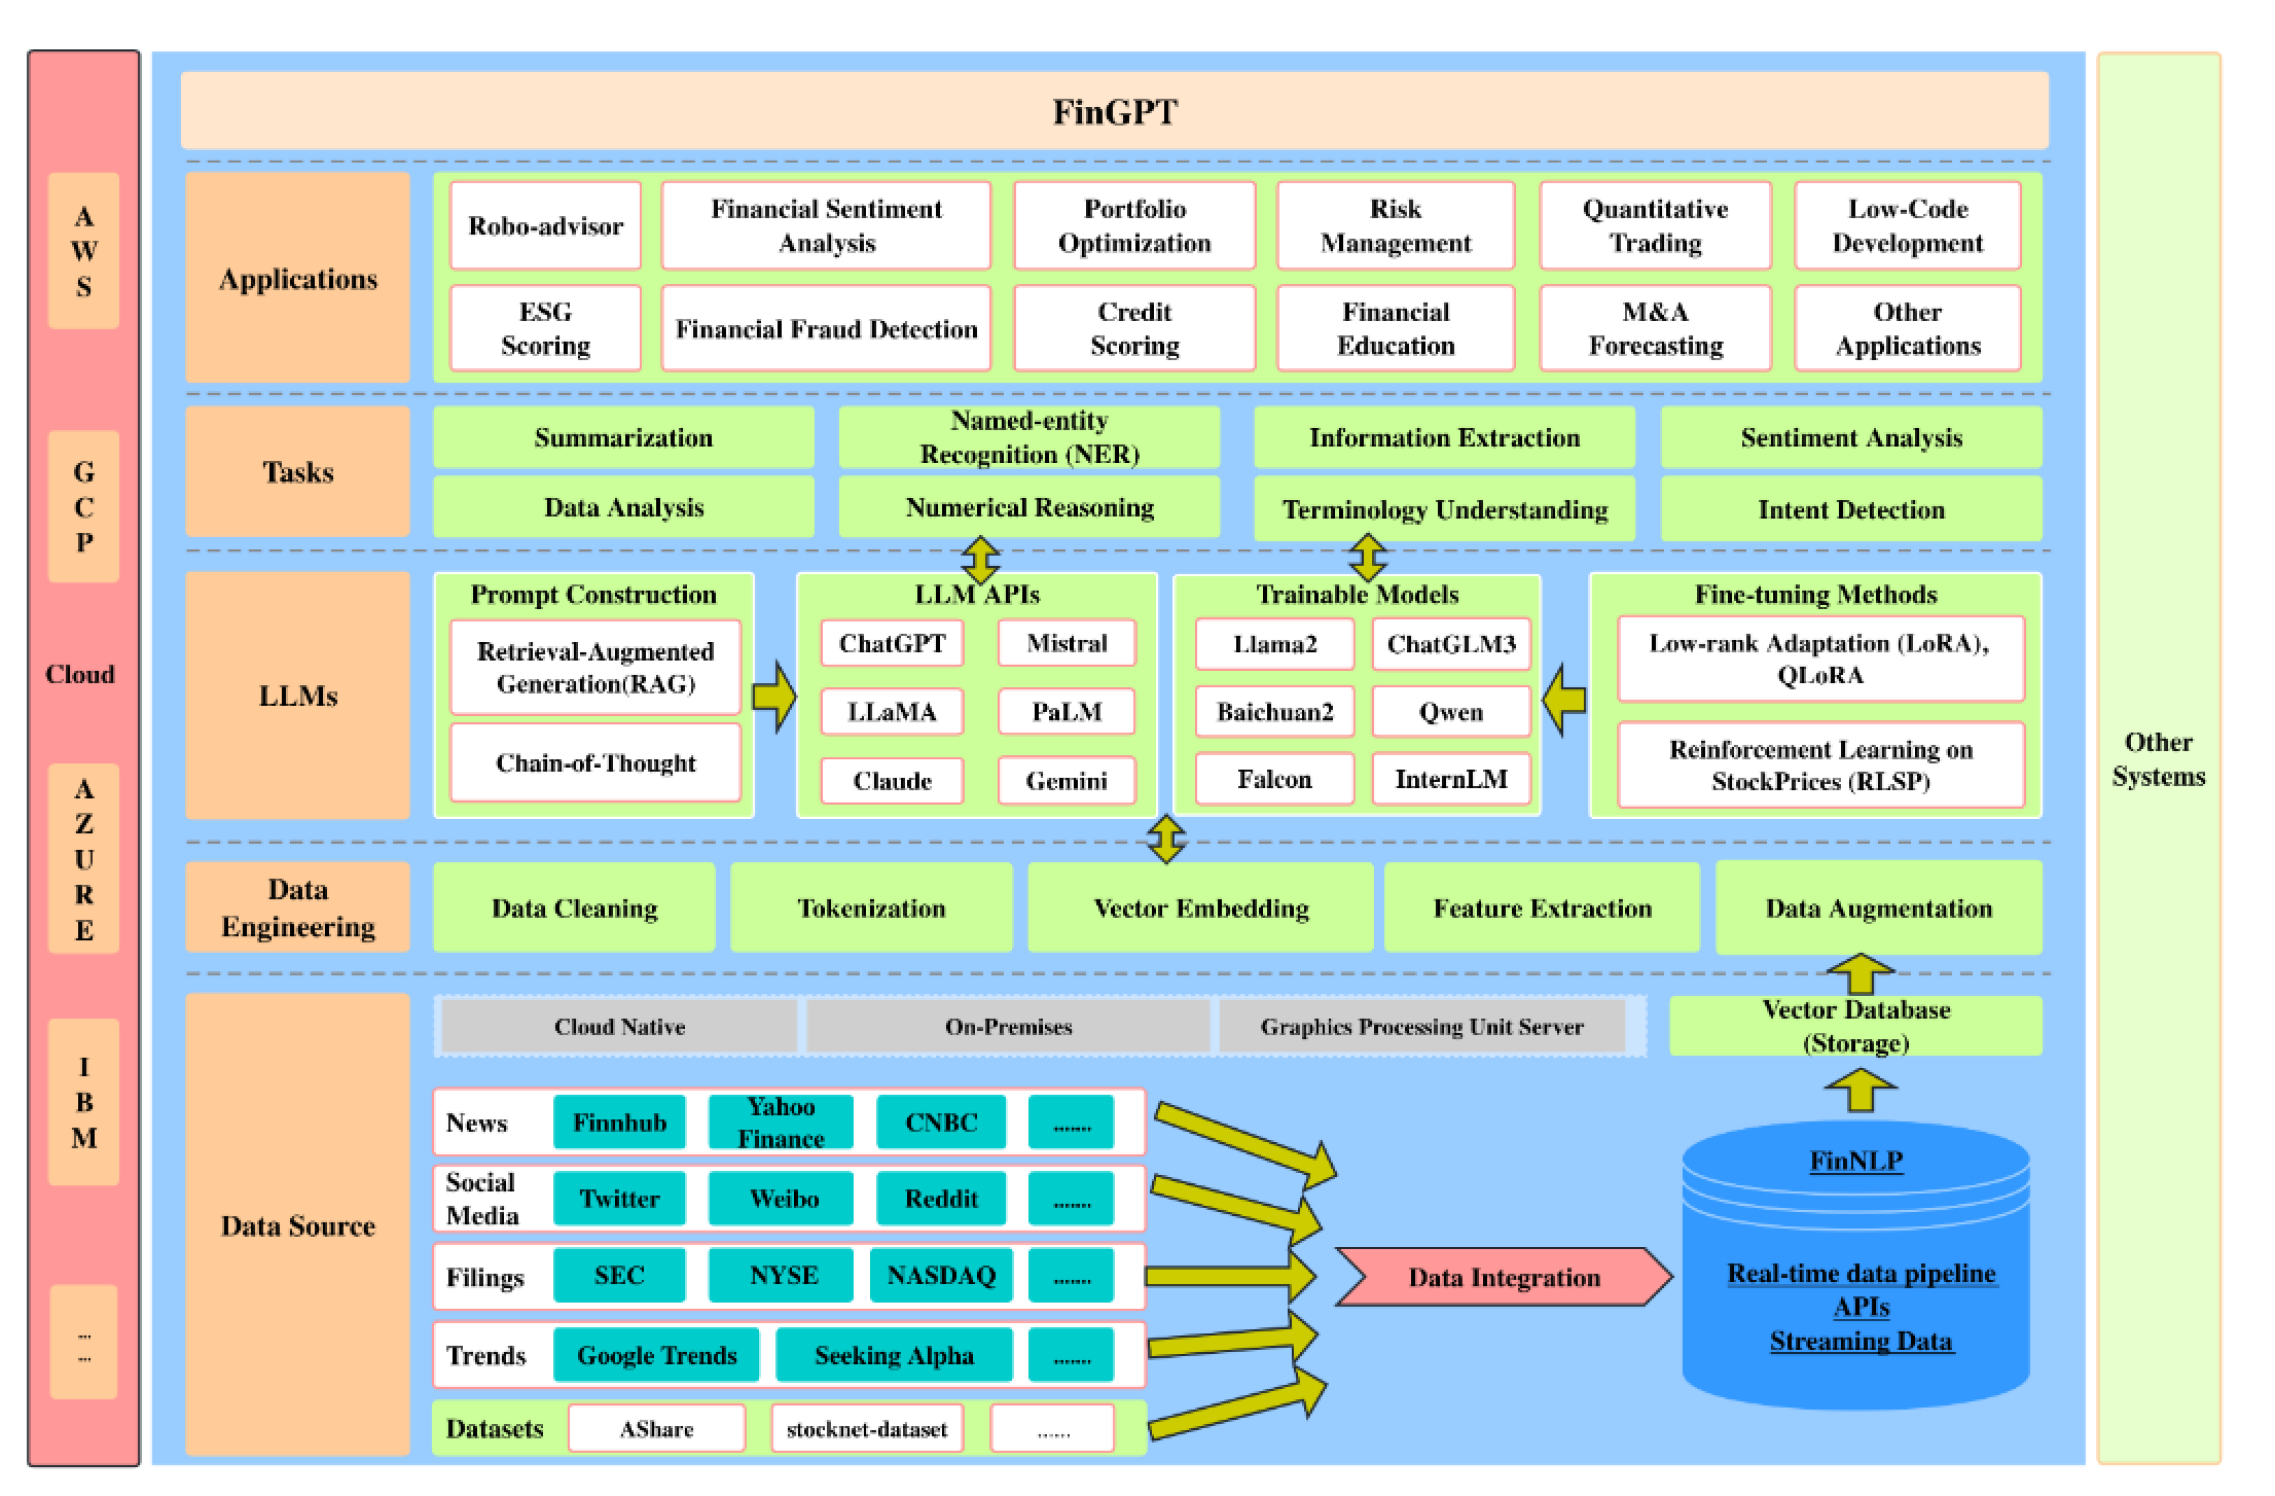 FinGPT
A
W
S
G
C
P
Cloud
A
Z
U
R
E
I
B
M
...
...
Applications
Robo-advisor
Financial Sentiment
Analysis
Portfolio
Optimization
Risk
Management
Quantitative
Trading
Low-Code
Development
ESG
Scoring
Financial Fraud Detection
Credit
Scoring
Financial
Education
M&A
Forecasting
Other
Applications
Tasks
Summarization
Named-entity
Recognition (NER)
Information Extraction
Sentiment Analysis
Data Analysis
Numerical Reasoning
Terminology Understanding
Intent Detection
LLMs
Prompt Construction
Retrieval-Augmented
Generation(RAG)
Chain-of-Thought
LLM APIs
ChatGPT
Mistral
LLaMA
PaLM
Claude
Gemini
Trainable Models
Llama2
ChatGLM3
Baichuan2
Qwen
Falcon
InternLM
Fine-tuning Methods
Low-rank Adaptation (LoRA),
QLoRA
Reinforcement Learning on
StockPrices (RLSP)
Data
Engineering
Data Cleaning
Tokenization
Vector Embedding
Feature Extraction
Data Augmentation
Data Source
Cloud Native
On-Premises
Graphics Processing Unit Server
Vector Database
(Storage)
News
Finnhub
Yahoo
Finance
CNBC
.......
Social
Media
Twitter
Weibo
Reddit
.......
Filings
SEC
NYSE
NASDAQ
.......
Trends
Google Trends
Seeking Alpha
.......
Datasets
AShare
stocknet-dataset
......
Data Integration
FinNLP
Real-time data pipeline
APIs
Streaming Data
Other
Systems